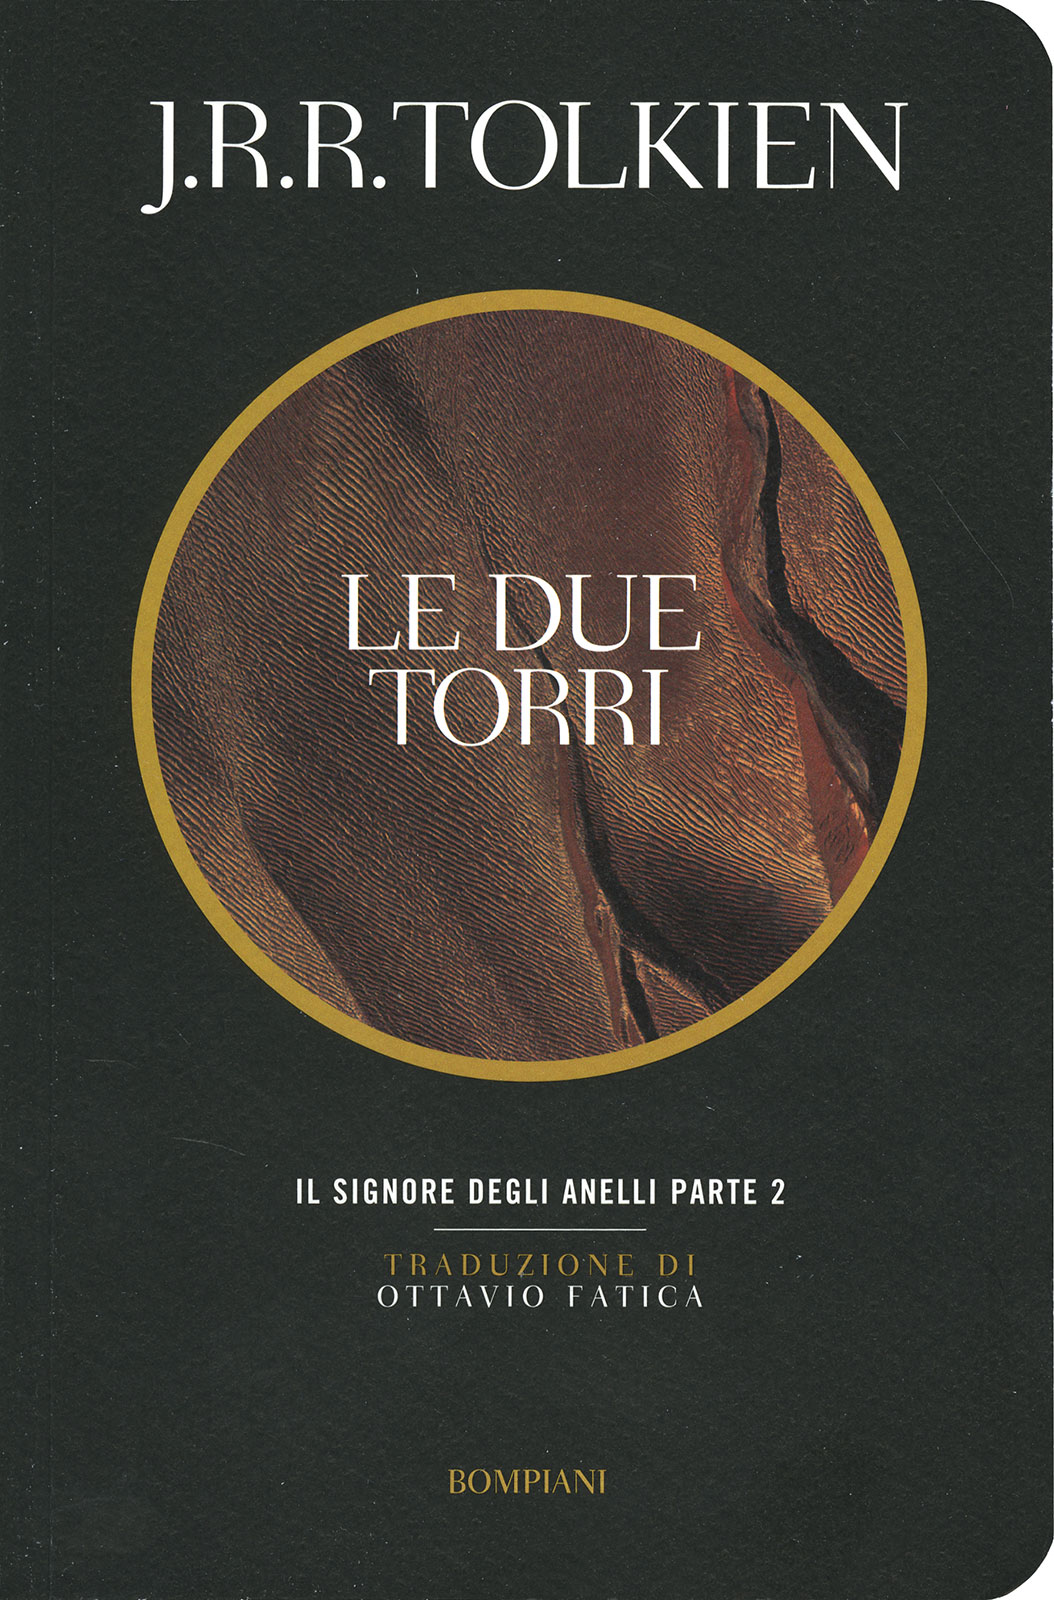 J.R.R. TOLKIEN
LE DUE
TORRI
IL SIGNORE DEGLI ANELLI PARTE 2
TRADUZIONE DI
OTTAVIO FATICA
BOMPIANI